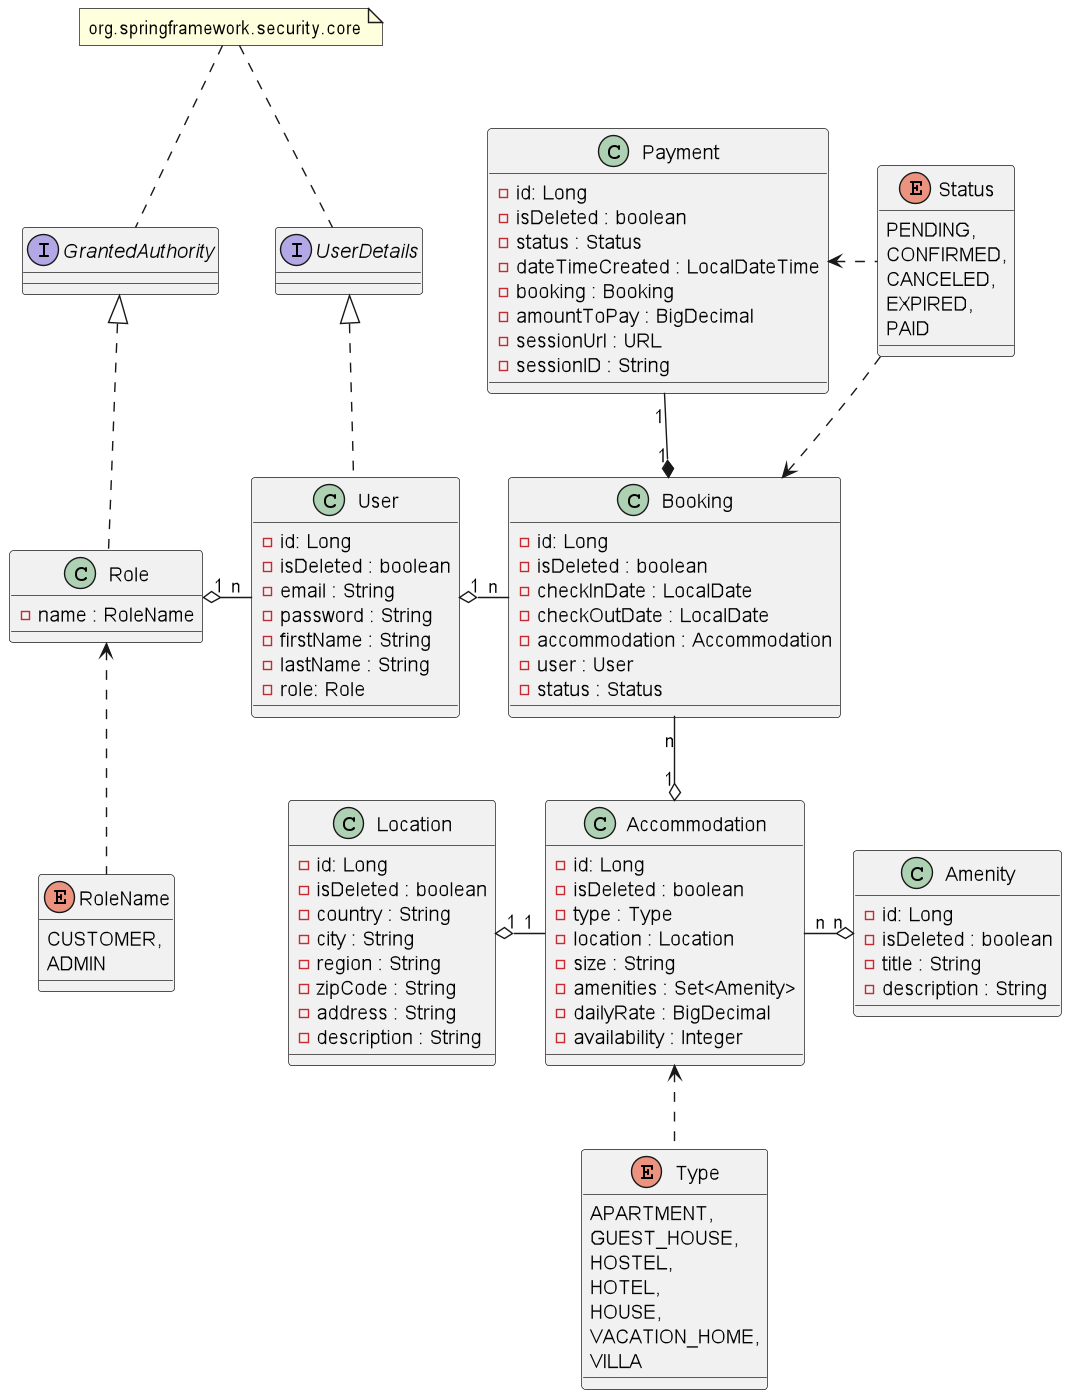 org.springframework.security.core
C Payment
id: Long
isDeleted : boolean
status : Status
dateTimeCreated : LocalDateTime
booking : Booking
amountToPay : BigDecimal
sessionUrl : URL
sessionID : String
E Status
PENDING,
CONFIRMED,
CANCELED,
EXPIRED,
PAID
I GrantedAuthority
I UserDetails
1
1
C User
id: Long
isDeleted : boolean
email : String
password : String
firstName : String
lastName : String
role: Role
C Booking
id: Long
isDeleted : boolean
checkInDate : LocalDate
checkOutDate : LocalDate
accommodation : Accommodation
user : User
status : Status
C Role
name : RoleName
1 n
1 n
n
1
C Location
id: Long
isDeleted : boolean
country : String
city : String
region : String
zipCode : String
address : String
description : String
1 1
C Accommodation
id: Long
isDeleted : boolean
type : Type
location : Location
size : String
amenities : Set<Amenity>
dailyRate : BigDecimal
availability : Integer
n n
C Amenity
id: Long
isDeleted : boolean
title : String
description : String
E RoleName
CUSTOMER,
ADMIN
E Type
APARTMENT,
GUEST_HOUSE,
HOSTEL,
HOTEL,
HOUSE,
VACATION_HOME,
VILLA